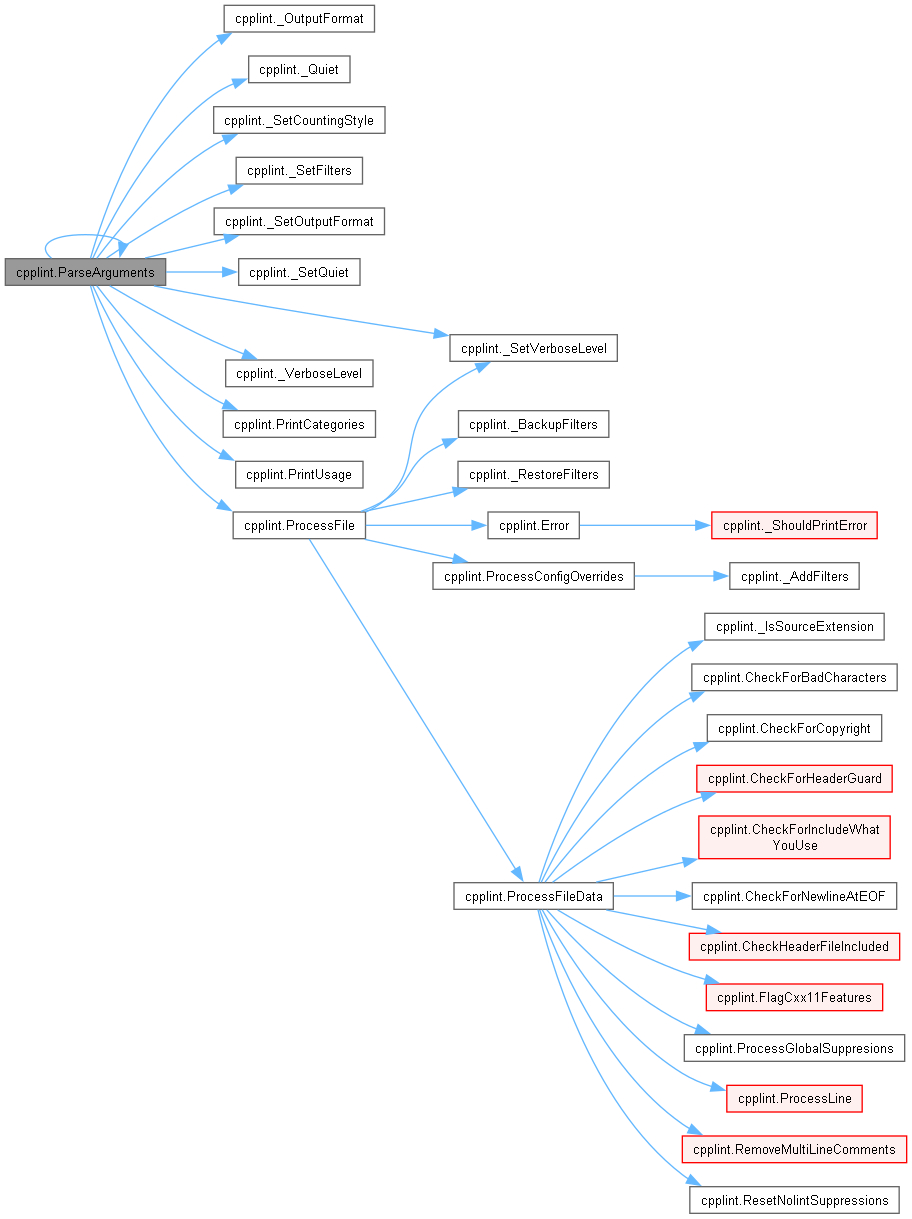 cpplint._OutputFormat
cpplint._Quiet
cpplint._SetCountingStyle
cpplint._SetFilters
cpplint._SetOutputFormat
cpplint.ParseArguments
cpplint._SetQuiet
cpplint._SetVerboseLevel
cpplint._VerboseLevel
cpplint.PrintCategories
cpplint._BackupFilters
cpplint.PrintUsage
cpplint._RestoreFilters
cpplint.ProcessFile
cpplint.Error
cpplint._ShouldPrintError
cpplint.ProcessConfigOverrides
cpplint._AddFilters
cpplint._IsSourceExtension
cpplint.CheckForBadCharacters
cpplint.CheckForCopyright
cpplint.CheckForHeaderGuard
cpplint.CheckForIncludeWhat
YouUse
cpplint.ProcessFileData
cpplint.CheckForNewlineAtEOF
cpplint.CheckHeaderFileIncluded
cpplint.FlagCxx11Features
cpplint.ProcessGlobalSuppresions
cpplint.ProcessLine
cpplint.RemoveMultiLineComments
cpplint.ResetNolintSuppressions